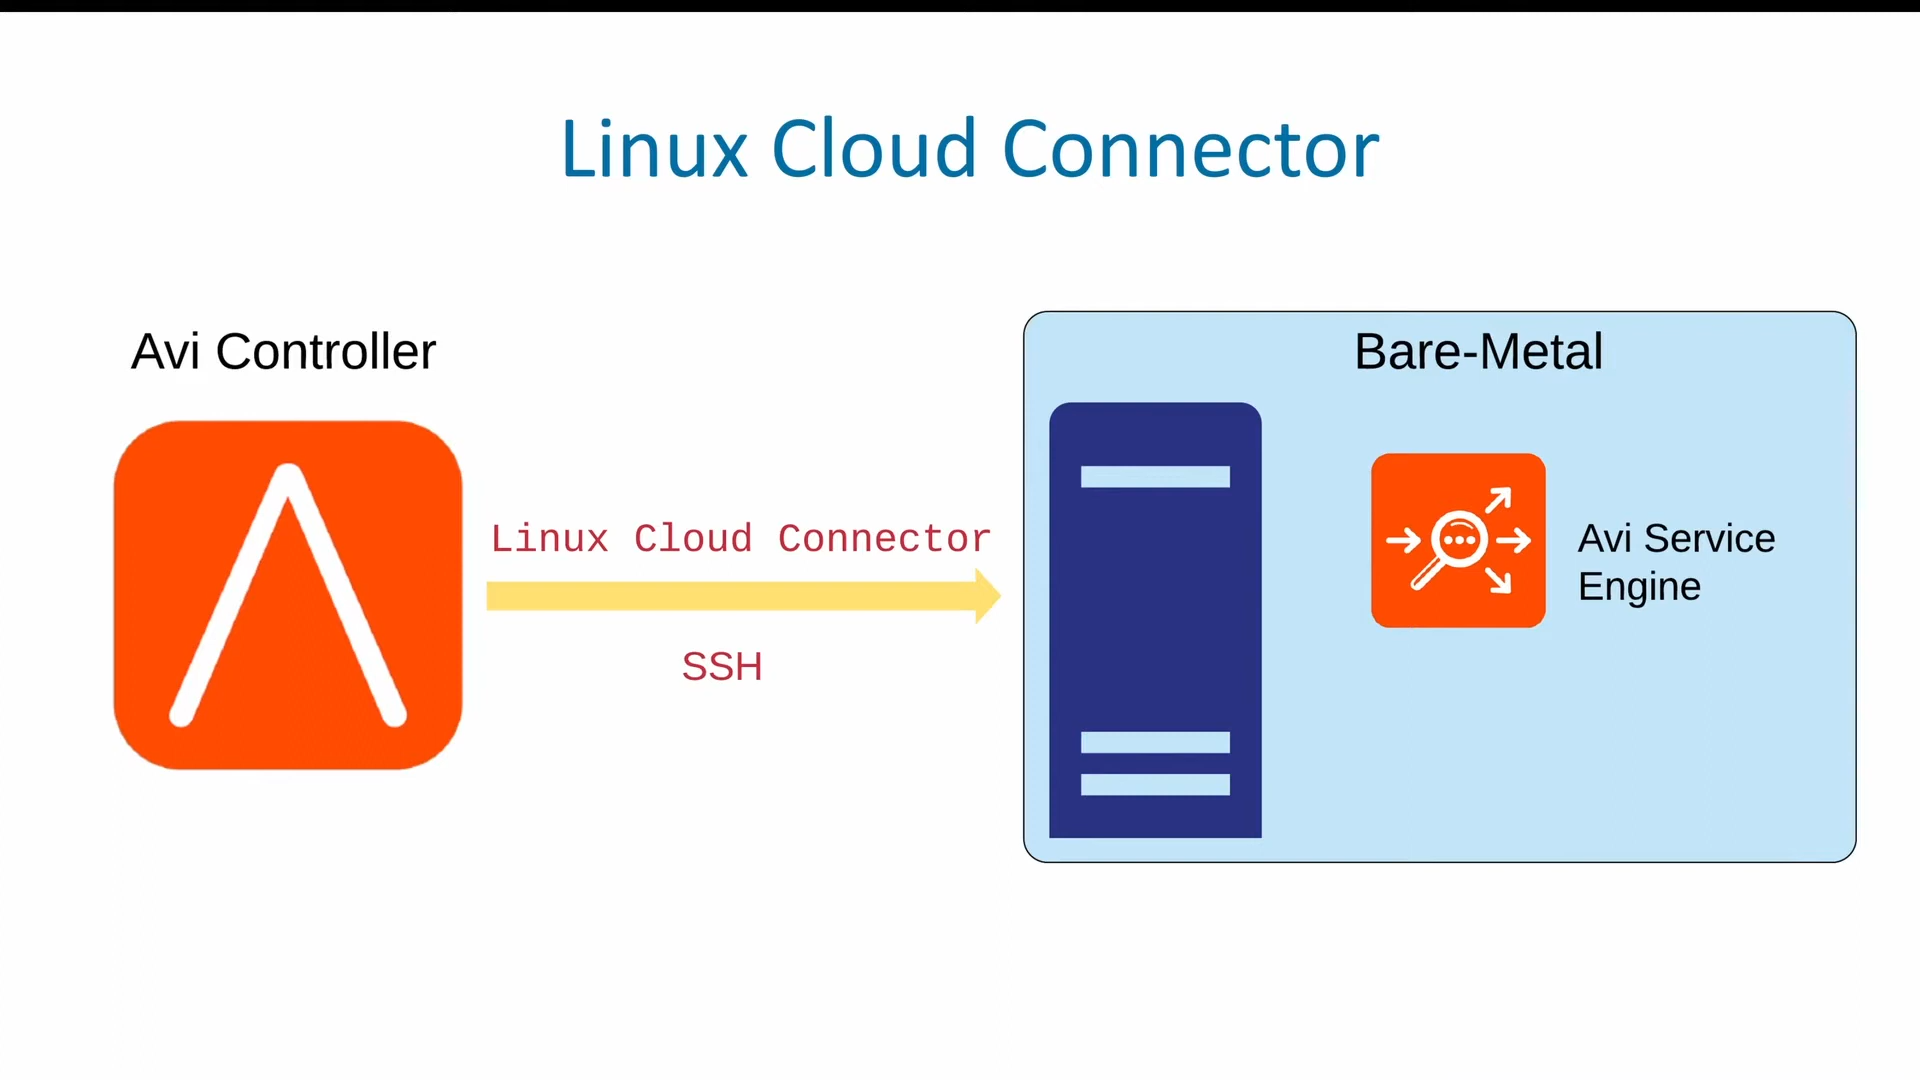 Linux Cloud Connector
Avi Controller
Linux Cloud Connector
SSH
Bare-Metal
Avi Service
Engine